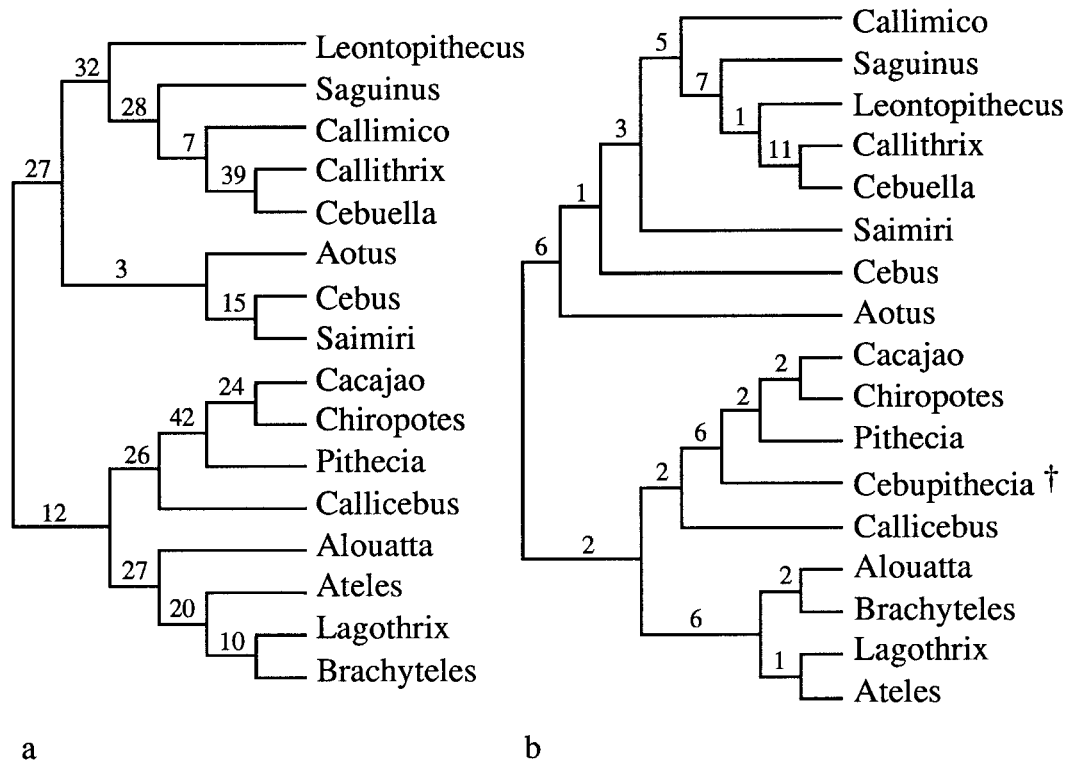 Leontopithecus
32
Saguinus
28
Callimico
7
Callithrix
39
Cebuella
27
Aotus
3
Cebus
15
Saimiri
Cacajao
24
Chiropotes
42
Pithecia
26
Callicebus
12
Alouatta
27
Ateles
20
Lagothrix
10
Brachyteles
a
Callimico
5
Saguinus
7
Leontopithecus
1
Callithrix
11
Cebuella
3
Saimiri
1
Cebus
6
Aotus
Cacajao
2
Chiropotes
2
Pithecia
6
Cebupithecia †
2
Callicebus
2
Alouatta
2
Brachyteles
6
Lagothrix
1
Ateles
b